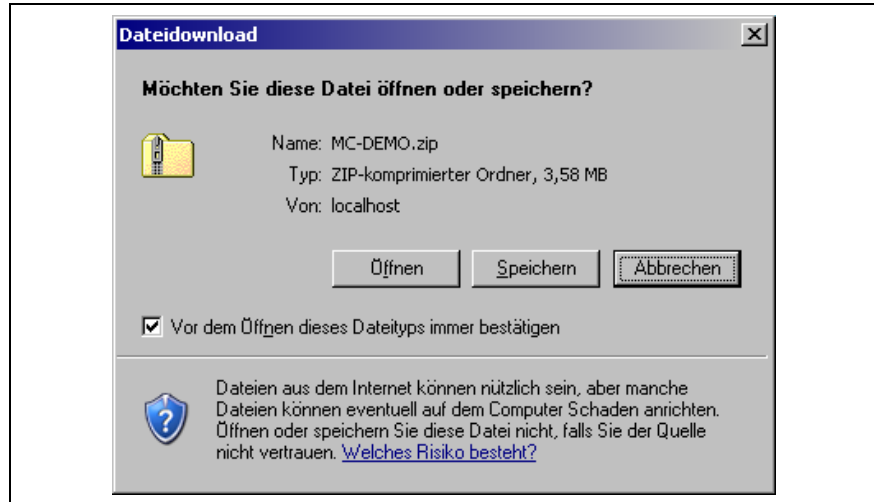 Dateidownload
Möchten Sie diese Datei öffnen oder speichern?
Name: MC-DEMO.zip
Typ: ZIP-komprimierter Ordner, 3,58 MB
Von: localhost
Öffnen Speichern Abbrechen
Vor dem Öffnen dieses Dateityps immer bestätigen
Dateien aus dem Internet können nützlich sein, aber manche
Dateien können eventuell auf dem Computer Schaden anrichten.
Öffnen oder speichern Sie diese Datei nicht, falls Sie der Quelle
nicht vertrauen. Welches Risiko besteht?